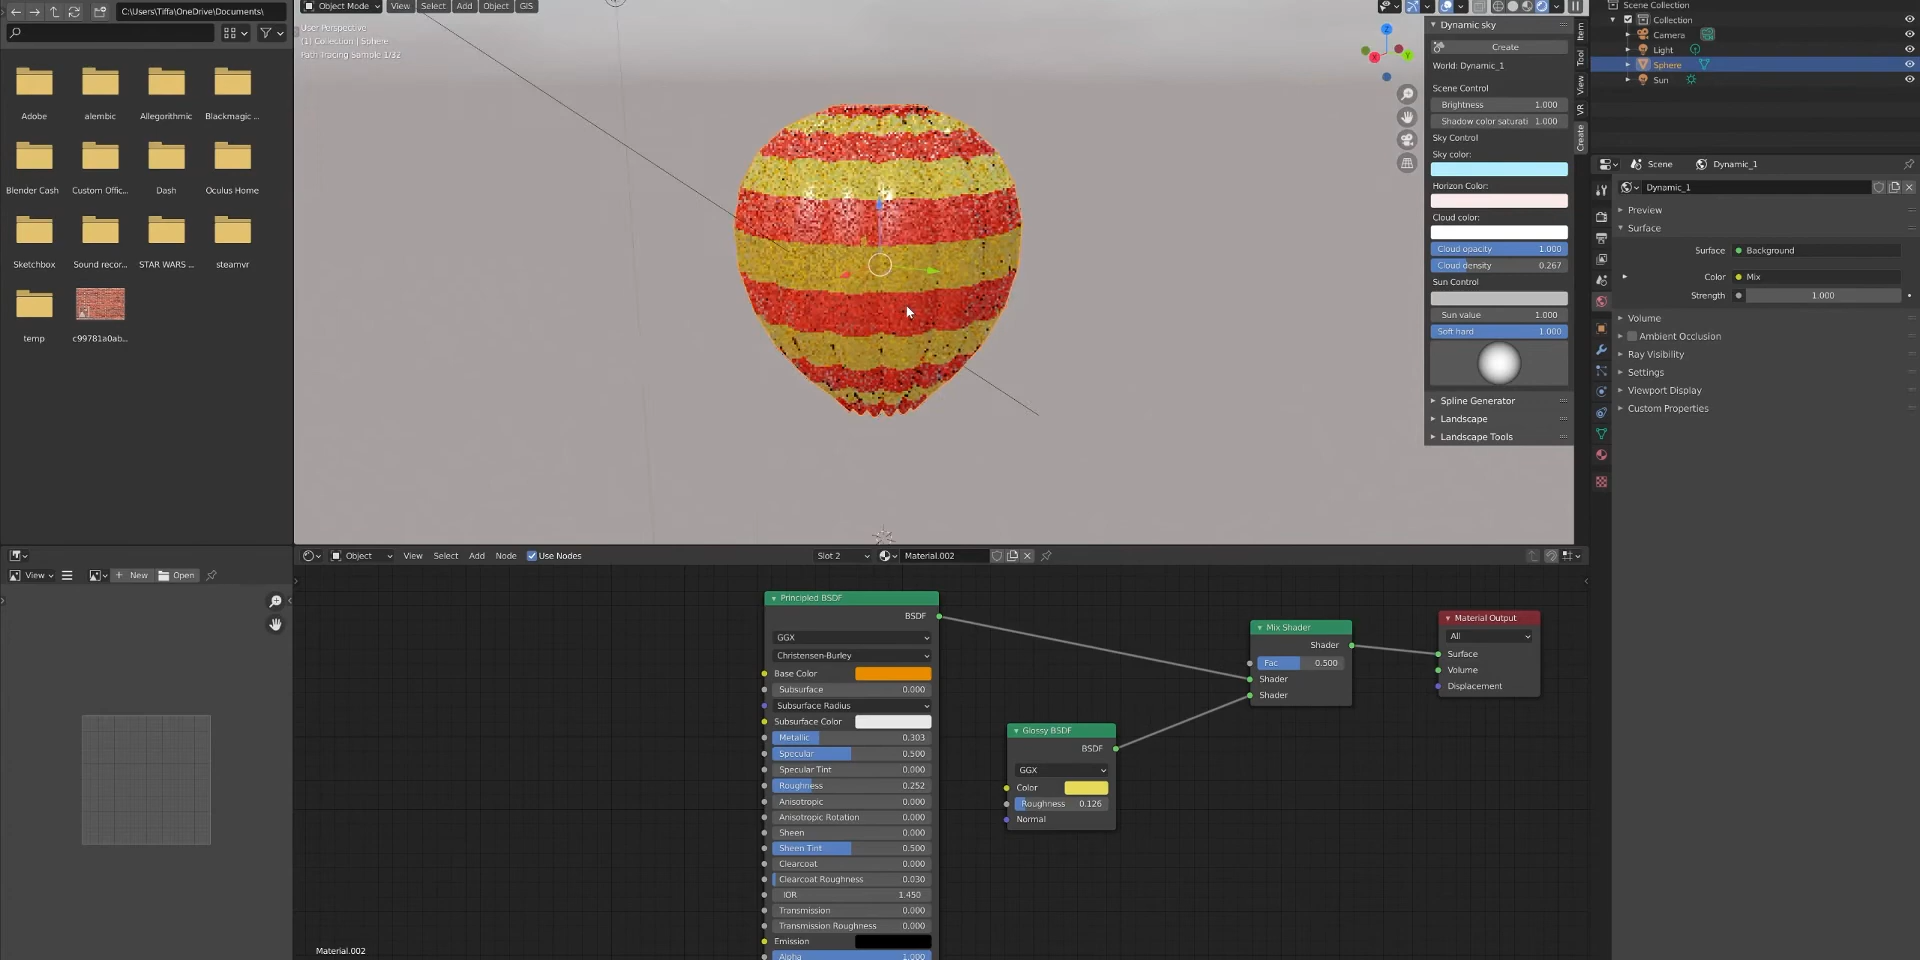 C:\Users\Tiffa\OneDrive\Documents\
Adobe
alembic
Allegorithmic
Blackmagic ...
Blender Cash
Custom Offic...
Dash
Oculus Home
Sketchbox
Sound recor...
STAR WARS ...
steamvr
temp
c99781a0ab...
Object Mode
View
Select
Add
Object
GIS
User Perspective
(1) Collection | Sphere
Path Tracing Sample 1/32
X
Y
Z
Dynamic sky
Create
World: Dynamic_1
Scene Control
Brightness 1.000
Shadow color saturati 1.000
Sky Control
Sky color:
Horizon Color:
Cloud color:
Cloud opacity 1.000
Cloud density 0.267
Sun Control
Sun value 1.000
Soft hard 1.000
Spline Generator
Landscape
Landscape Tools
Item
Tool
View
VR
Create
Scene Collection
Collection
Camera
Light
Sphere
Sun
Scene
Dynamic_1
Dynamic_1
Preview
Surface
Surface Background
Color Mix
Strength 1.000
Volume
Ambient Occlusion
Ray Visibility
Settings
Viewport Display
Custom Properties
View
New
Open
Object
View
Select
Add
Node
Use Nodes
Slot 2
Material.002
Principled BSDF
BSDF
GGX
Christensen-Burley
Base Color
Subsurface 0.000
Subsurface Radius
Subsurface Color
Metallic 0.303
Specular 0.500
Specular Tint 0.000
Roughness 0.252
Anisotropic 0.000
Anisotropic Rotation 0.000
Sheen 0.000
Sheen Tint 0.500
Clearcoat 0.000
Clearcoat Roughness 0.030
IOR 1.450
Transmission 0.000
Transmission Roughness 0.000
Emission
Alpha 1.000
Glossy BSDF
BSDF
GGX
Color
Roughness 0.126
Normal
Mix Shader
Shader
Fac 0.500
Shader
Shader
Material Output
All
Surface
Volume
Displacement
Material.002